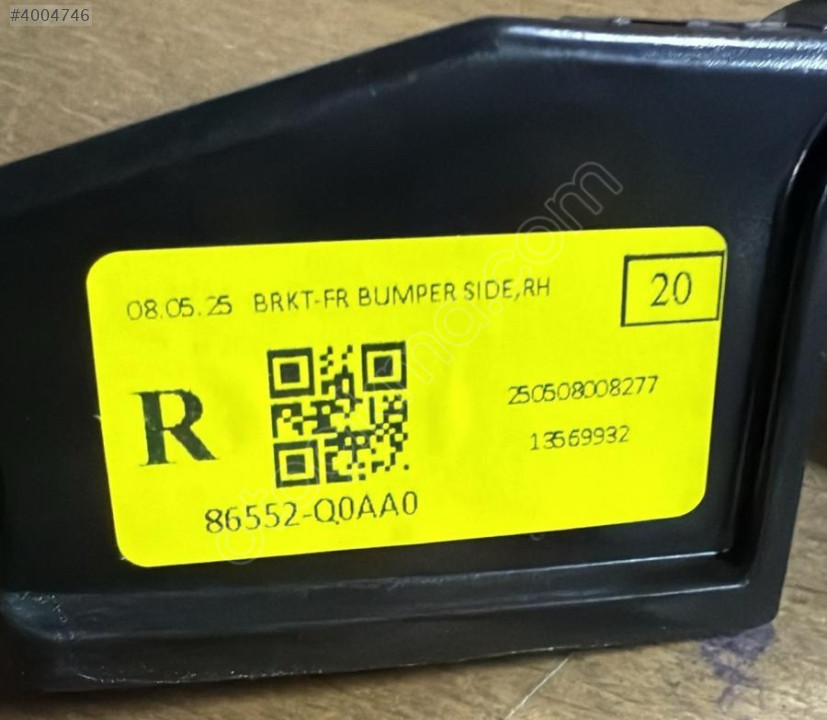 #4004746
08.05.25 BRKT-FR BUMPER SIDE,RH
20
R
250508008277
13569932
86552-Q0AA0